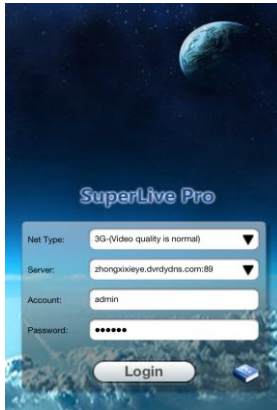 SuperLive Pro
Net Type: 3G-(Video quality is normal)
Server: zhongxixieye.dvrdydns.com:89
Account: admin
Password: ••••••
Login